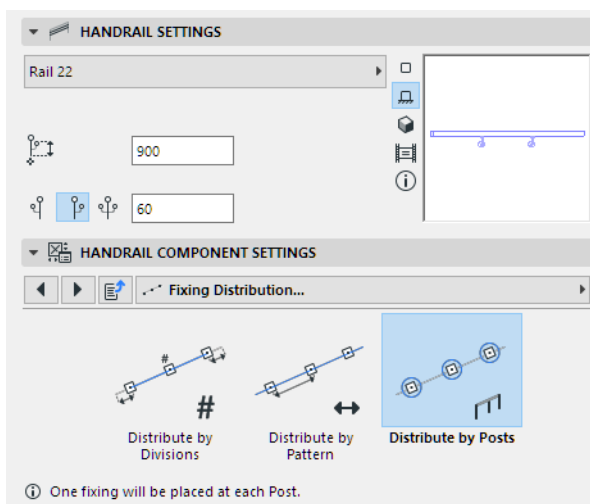 HANDRAIL SETTINGS
Rail 22
900
60
HANDRAIL COMPONENT SETTINGS
Fixing Distribution...
#
#
Distribute by
Divisions
Distribute by
Pattern
Distribute by Posts
One fixing will be placed at each Post.